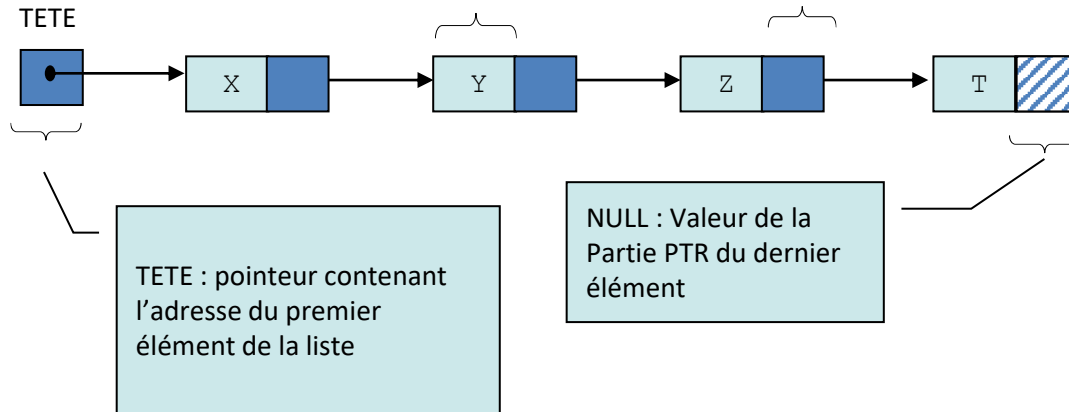 TETE
X Y Z T
TETE : pointeur contenant
l’adresse du premier
élément de la liste
NULL : Valeur de la
Partie PTR du dernier
élément